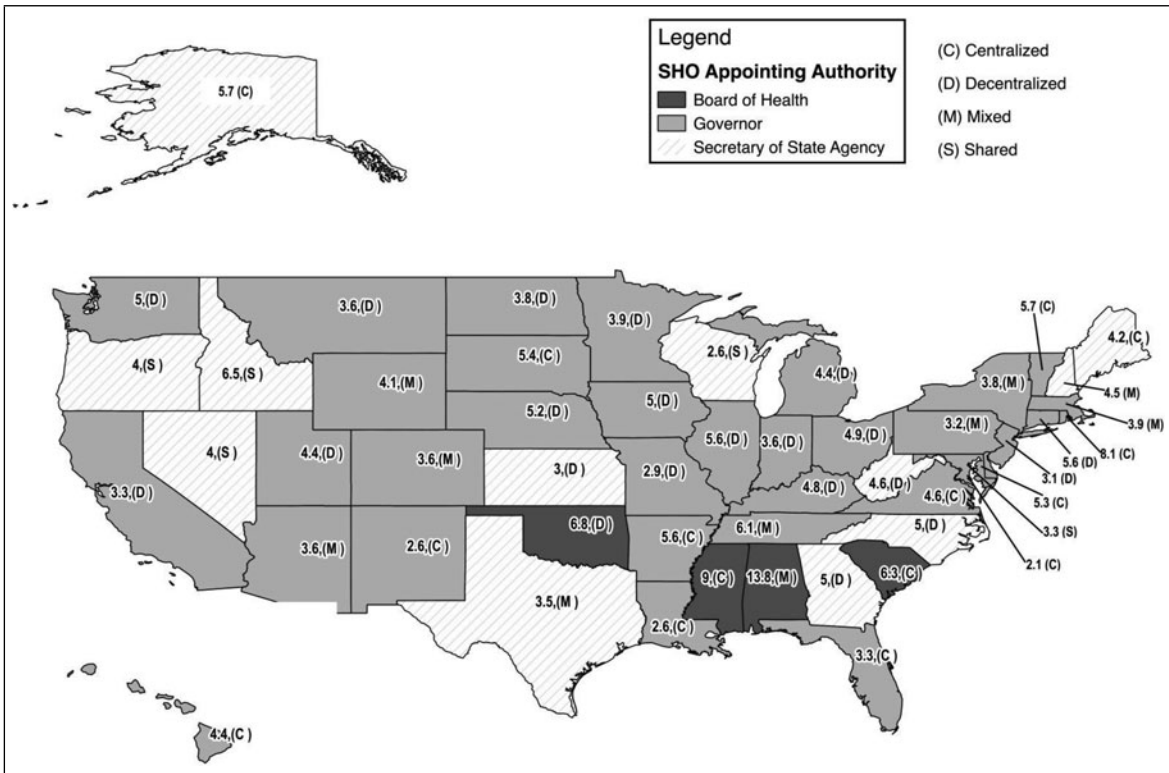 Legend
SHO Appointing Authority
Board of Health
Governor
Secretary of State Agency
(C) Centralized
(D) Decentralized
(M) Mixed
(S) Shared
5.7 (C)
5,(D )
3.6,(D )
3.8,(D )
3.9,(D )
5.7 (C)
4.2,(C )
4,(S )
6.5,(S )
5.4,(C )
2.6,(S )
4.4,(D )
3.8,(M )
4.5 (M)
4.1,(M )
5.2,(D )
5,(D )
3.9 (M)
3.2,(M )
8.1 (C)
5.6 (D)
3.1 (D)
4,(S )
4.4,(D )
3.6,(M )
3,(D )
2.9,(D )
5.6,(D )
3.6,(D )
4.9,(D )
4.6,(D )
4.6,(C )
5.3 (C)
3.3 (S)
2.1 (C)
3.3,(D )
4.8,(D )
3.6,(M )
2.6,(C )
6.8,(D )
5.6,(C )
6.1,(M )
5,(D )
3.5,(M )
9,(C )
13.8,(M )
5,(D )
6.3,(C )
2.6,(C )
3.3,(C )
4.4,(C )